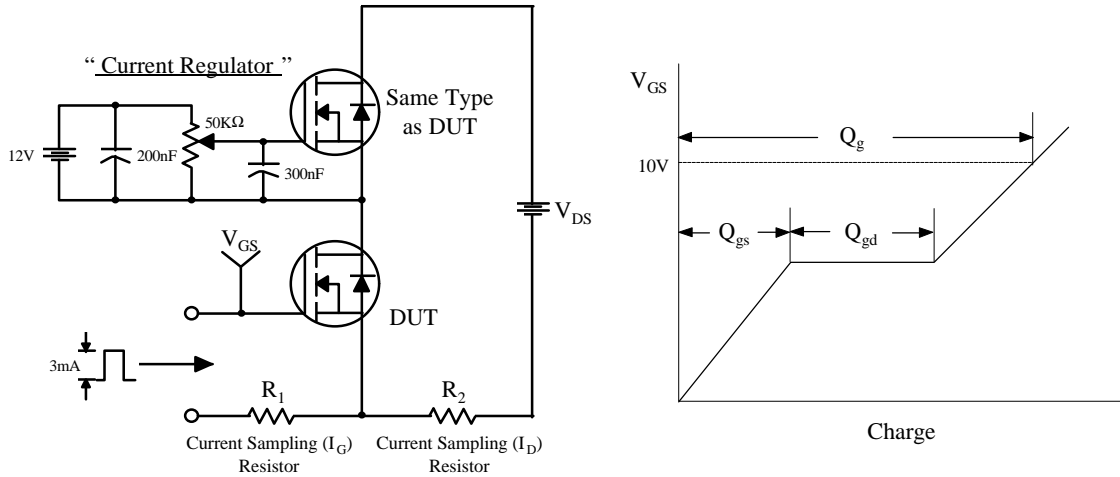 “ Current Regulator ”
50KΩ
12V
200nF
300nF
Same Type
as DUT
V_DS
V_GS
DUT
3mA
R_1
R_2
Current Sampling (I_G)
Resistor
Current Sampling (I_D)
Resistor
V_GS
Q_g
10V
Q_gs
Q_gd
Charge